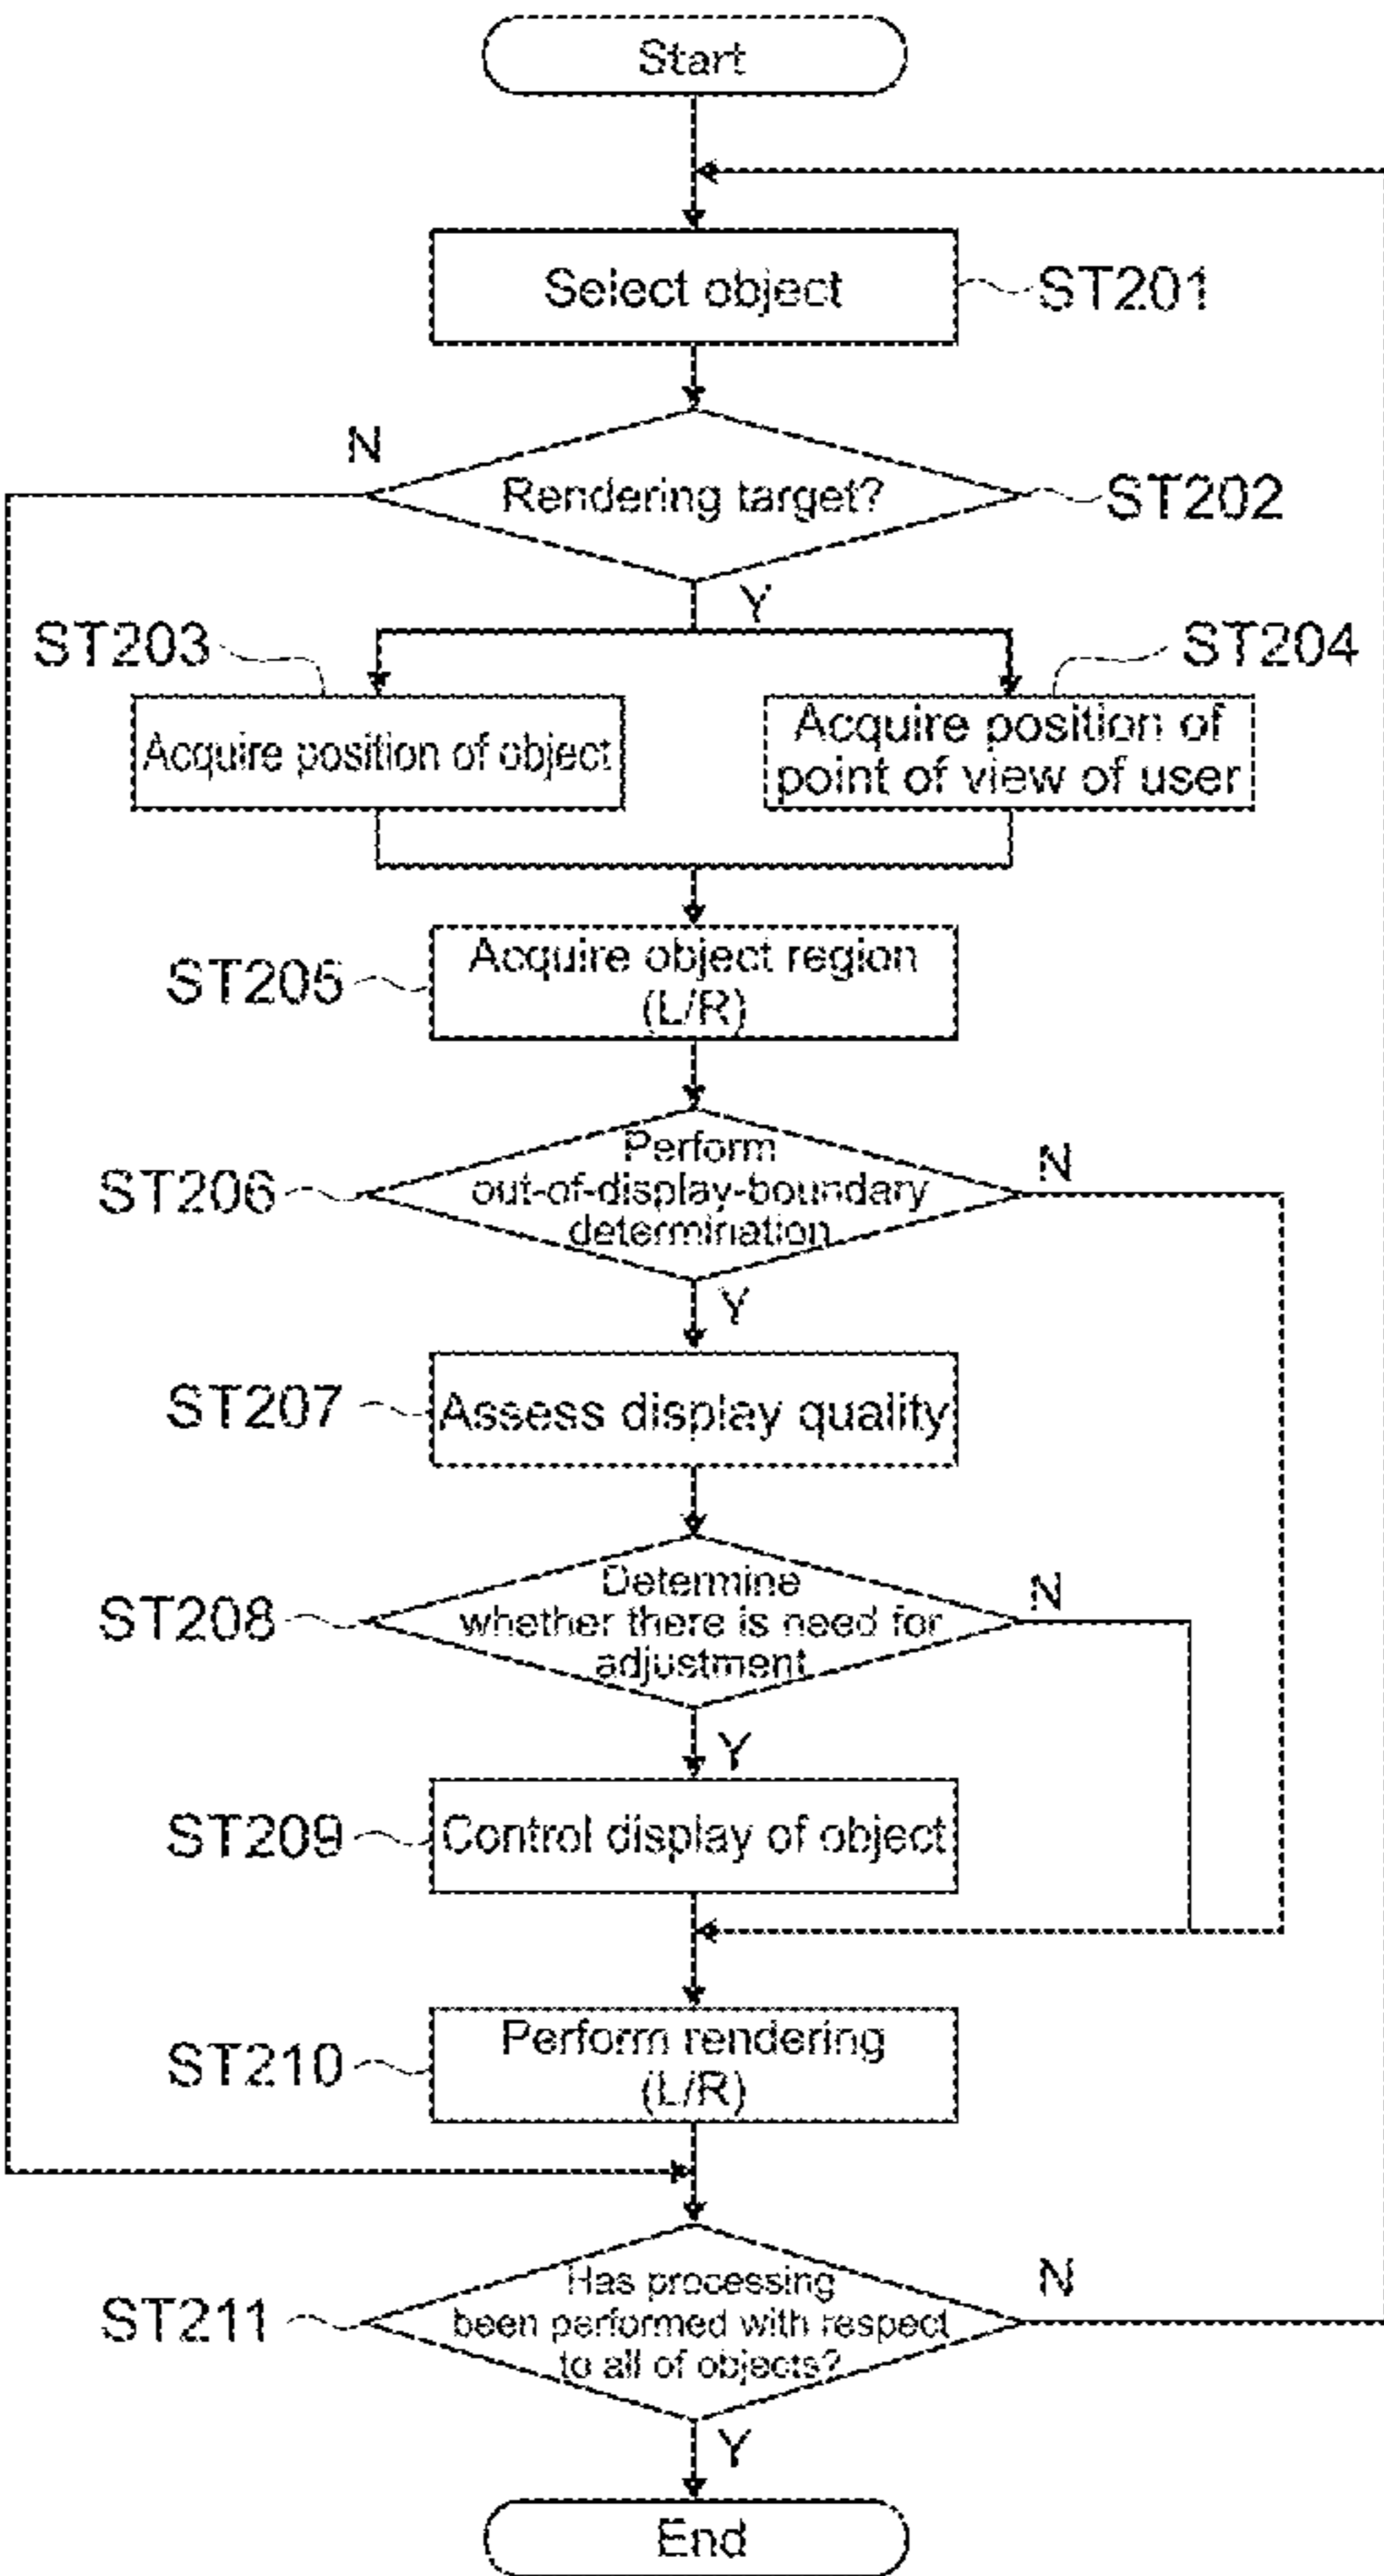 Start
Select object
ST201
N
Rendering target?
ST202
Y
ST203
ST204
Acquire position of object
Acquire position of
point of view of user
ST205
Acquire object region
(L/R)
ST206
Perform
out-of-display-boundary
determination
N
Y
ST207
Assess display quality
ST208
Determine
whether there is need for
adjustment
N
Y
ST209
Control display of object
ST210
Perform rendering
(L/R)
ST211
Has processing
been performed with respect
to all of objects?
N
Y
End